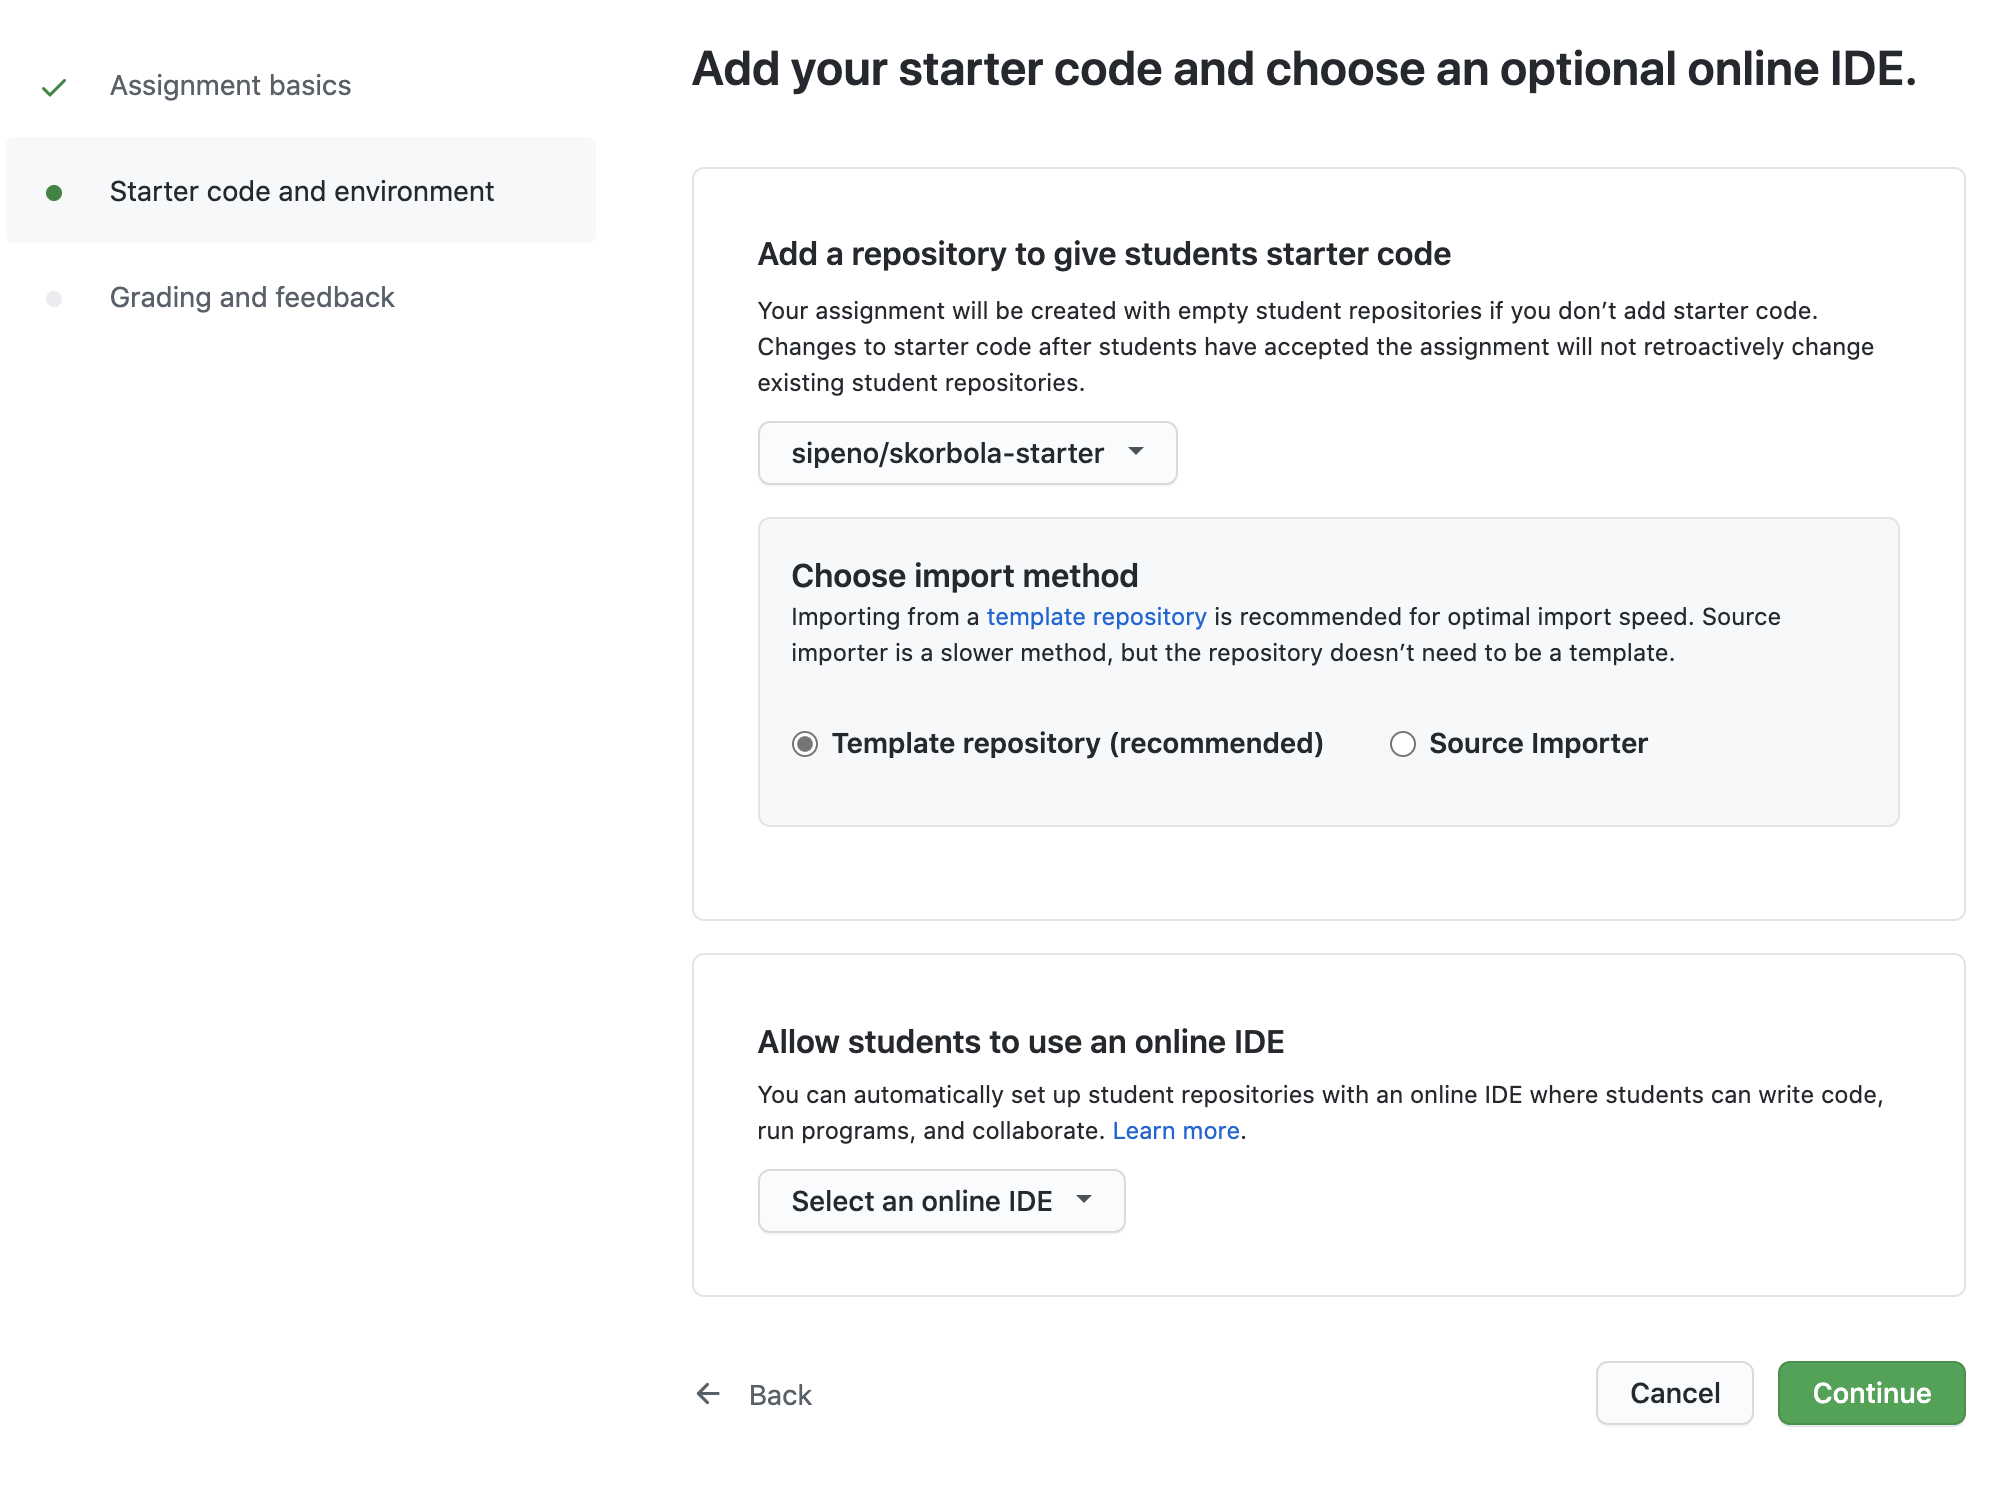 Assignment basics
Starter code and environment
Grading and feedback
Add your starter code and choose an optional online IDE.
Add a repository to give students starter code
Your assignment will be created with empty student repositories if you don’t add starter code.
Changes to starter code after students have accepted the assignment will not retroactively change
existing student repositories.
sipeno/skorbola-starter
Choose import method
Importing from a template repository is recommended for optimal import speed. Source
importer is a slower method, but the repository doesn’t need to be a template.
Template repository (recommended) Source Importer
Allow students to use an online IDE
You can automatically set up student repositories with an online IDE where students can write code,
run programs, and collaborate. Learn more.
Select an online IDE
Back Cancel Continue